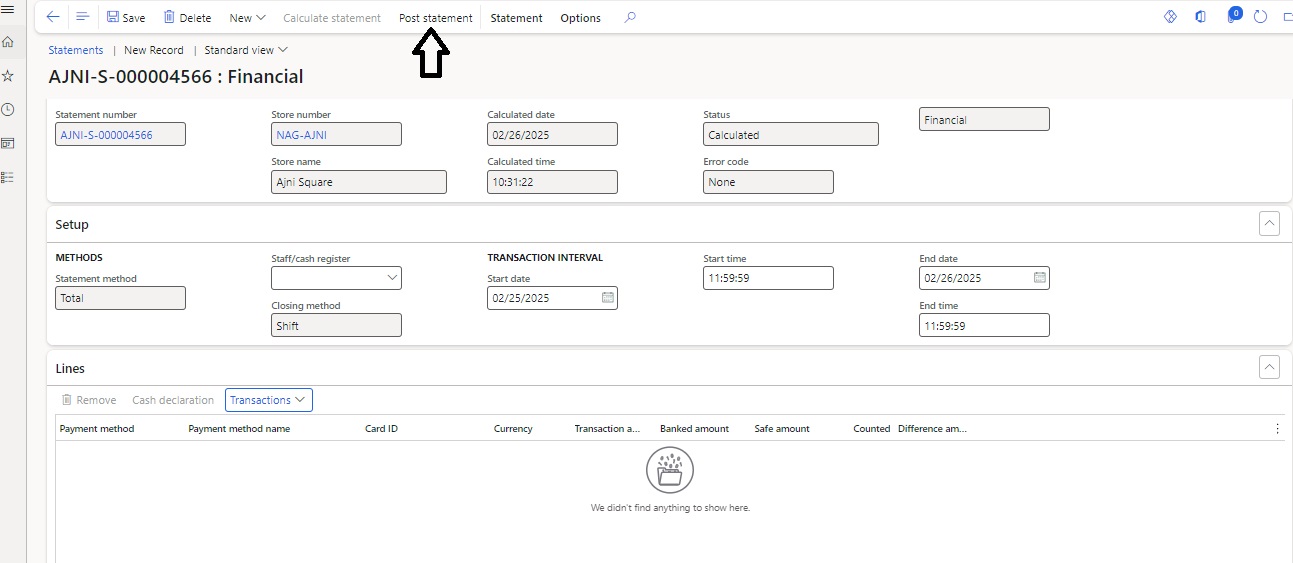 Save Delete New Calculate statement Post statement Statement Options 0
Statements | New Record | Standard view
AJNI-S-000004566 : Financial
Statement number Store number Calculated date Status
AJNI-S-000004566 NAG-AJNI 02/26/2025 Calculated Financial
Store name Calculated time Error code
Ajni Square 10:31:22 None
Setup
METHODS Staff/cash register TRANSACTION INTERVAL Start time End date
Statement method Start date 11:59:59 02/26/2025
Total 02/25/2025
Closing method End time
Shift 11:59:59
Lines
Remove Cash declaration Transactions
Payment method Payment method name Card ID Currency Transaction a... Banked amount Safe amount Counted Difference am...
We didn't find anything to show here.